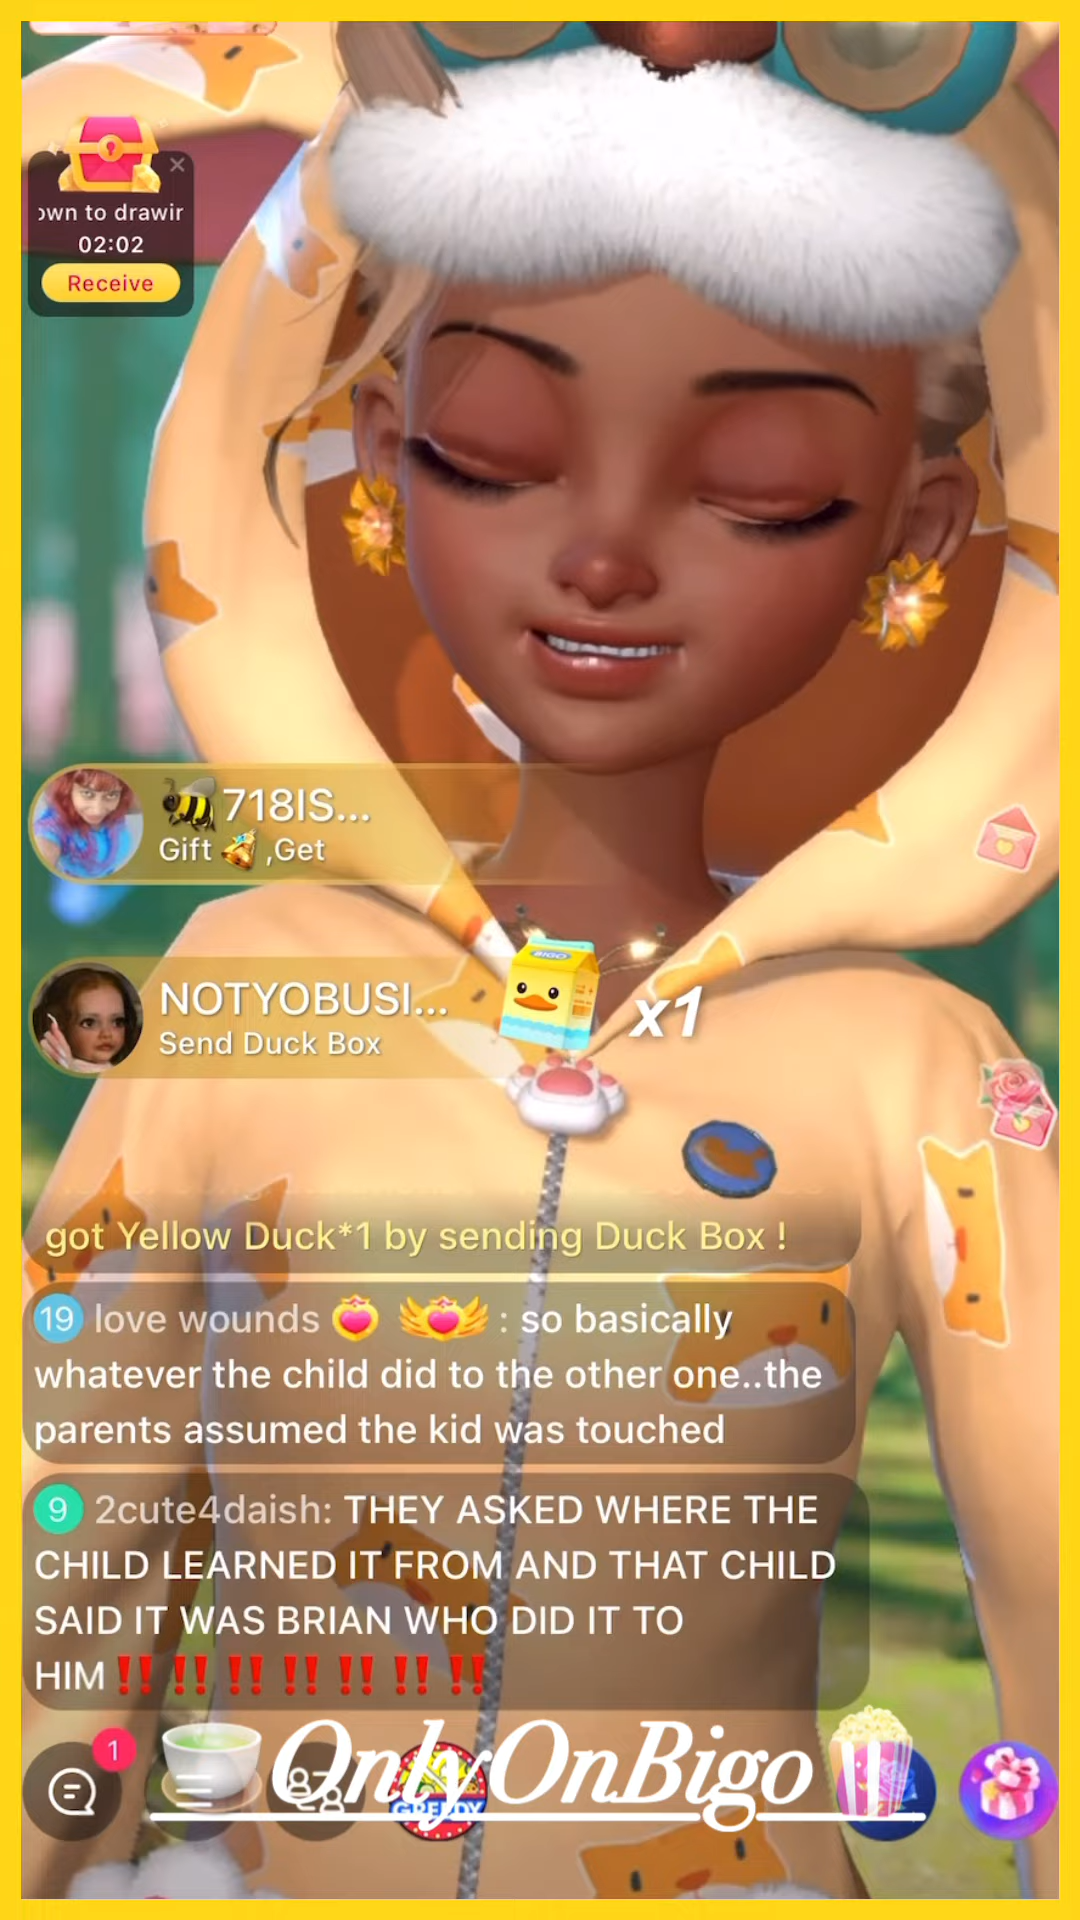 own to drawir
02:02
Receive
718IS...
Gift ,Get
BIGO
NOTYOBUSI...
Send Duck Box
x1
got Yellow Duck*1 by sending Duck Box !
19 love wounds : so basically
whatever the child did to the other one..the
parents assumed the kid was touched
9 2cute4daish: THEY ASKED WHERE THE
CHILD LEARNED IT FROM AND THAT CHILD
SAID IT WAS BRIAN WHO DID IT TO
HIM‼️‼️‼️‼️‼️‼️‼️
1
OnlyOnBigo
GREEDY